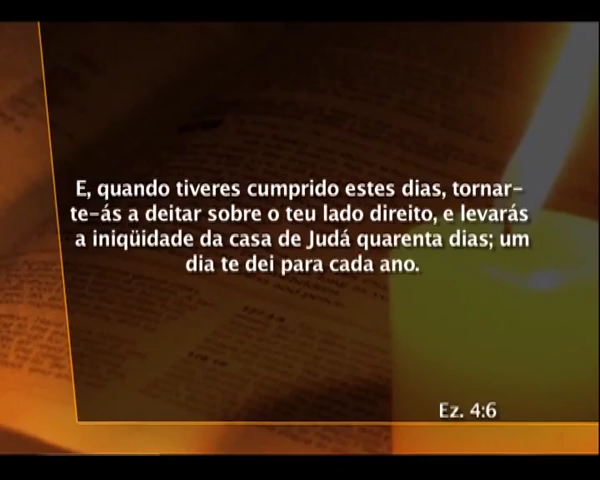 E, quando tiveres cumprido estes dias, tornar-
te-ás a deitar sobre o teu lado direito, e levarás
a iniqüidade da casa de Judá quarenta dias; um
dia te dei para cada ano.
Ez. 4:6